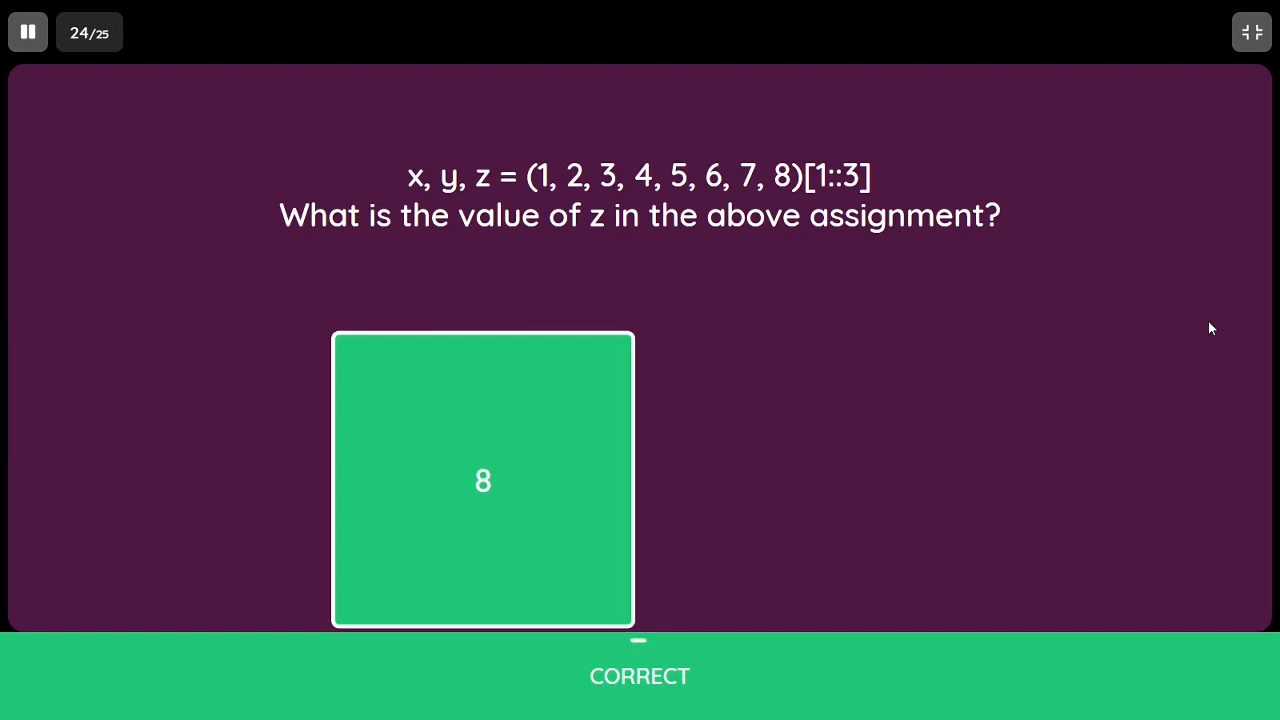 24/25
x, y, z = (1, 2, 3, 4, 5, 6, 7, 8)[1::3]
What is the value of z in the above assignment?
8
CORRECT